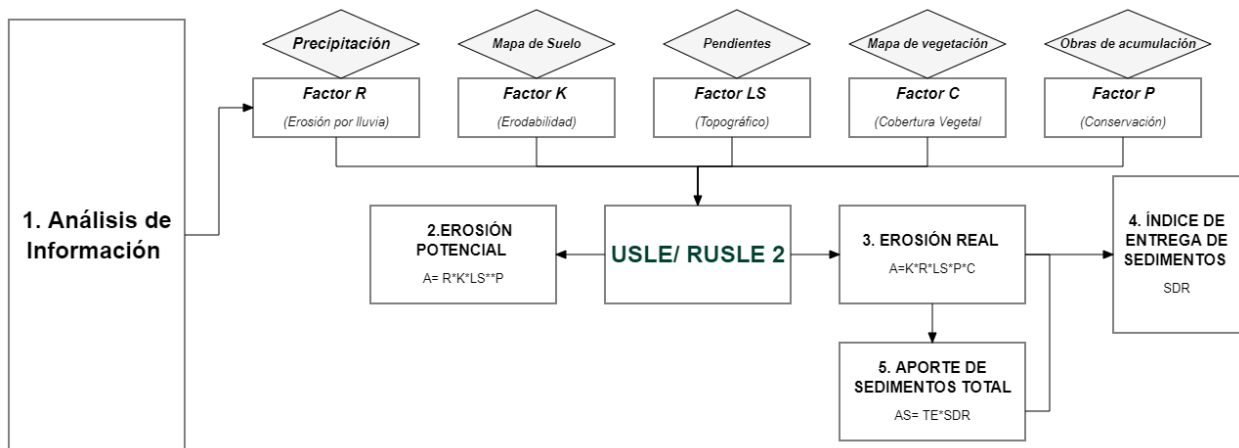 1. Análisis de
Información
Precipitación
Mapa de Suelo
Pendientes
Mapa de vegetación
Obras de acumulación
Factor R
(Erosión por lluvia)
Factor K
(Erodabilidad)
Factor LS
(Topográfico)
Factor C
(Cobertura Vegetal
Factor P
(Conservación)
2.EROSIÓN
POTENCIAL
A= R*K*LS**P
USLE/ RUSLE 2
3. EROSIÓN REAL
A=K*R*LS*P*C
4. ÍNDICE DE
ENTREGA DE
SEDIMENTOS
SDR
5. APORTE DE
SEDIMENTOS TOTAL
AS= TE*SDR